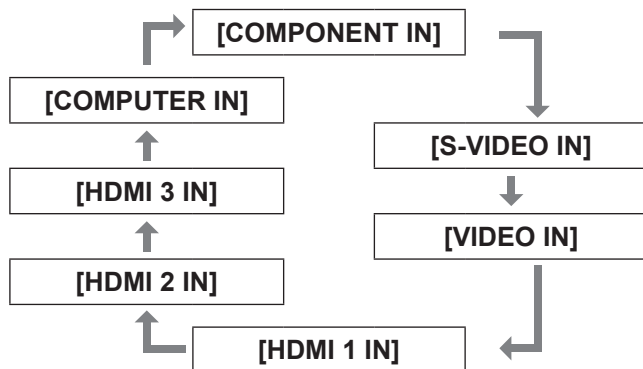 [COMPONENT IN]
[COMPUTER IN]
[S-VIDEO IN]
[HDMI 3 IN]
[VIDEO IN]
[HDMI 2 IN]
[HDMI 1 IN]